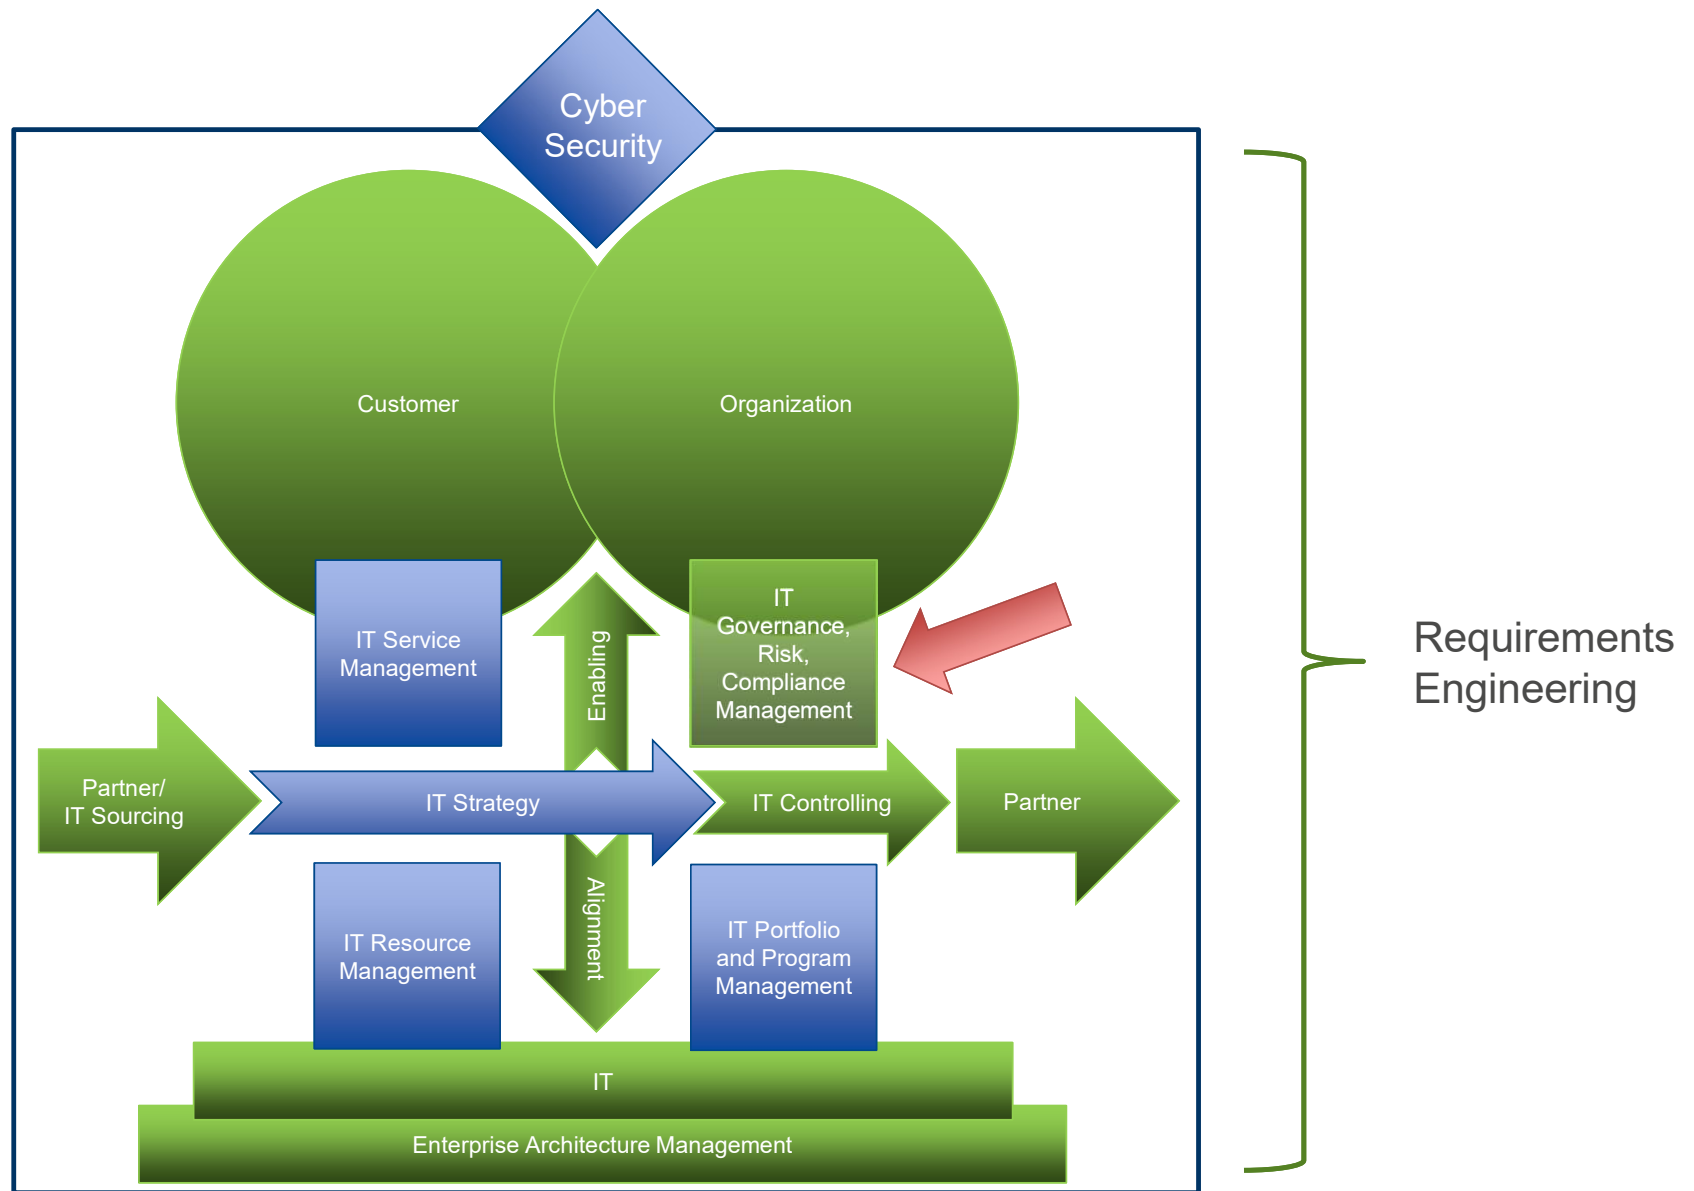 Cyber
Security
Customer
Organization
IT Service
Management
Enabling
IT
Governance,
Risk,
Compliance
Management
Requirements
Engineering
Partner/
IT Sourcing
IT Strategy
IT Controlling
Partner
IT Resource
Management
Alignment
IT Portfolio
and Program
Management
IT
Enterprise Architecture Management